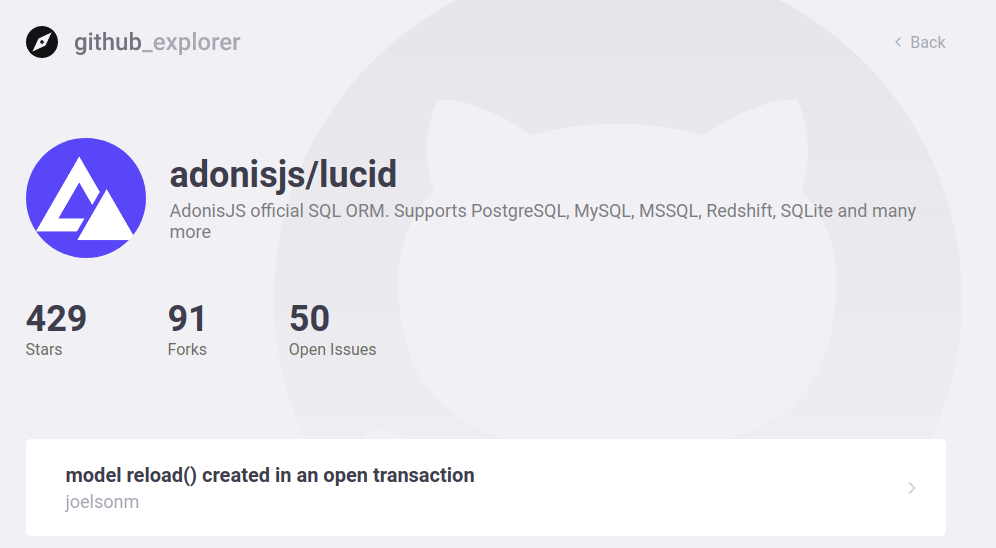 github_explorer
Back
adonisjs/lucid
AdonisJS official SQL ORM. Supports PostgreSQL, MySQL, MSSQL, Redshift, SQLite and many
more
429 91 50
Stars Forks Open Issues
model reload() created in an open transaction
joelsonm